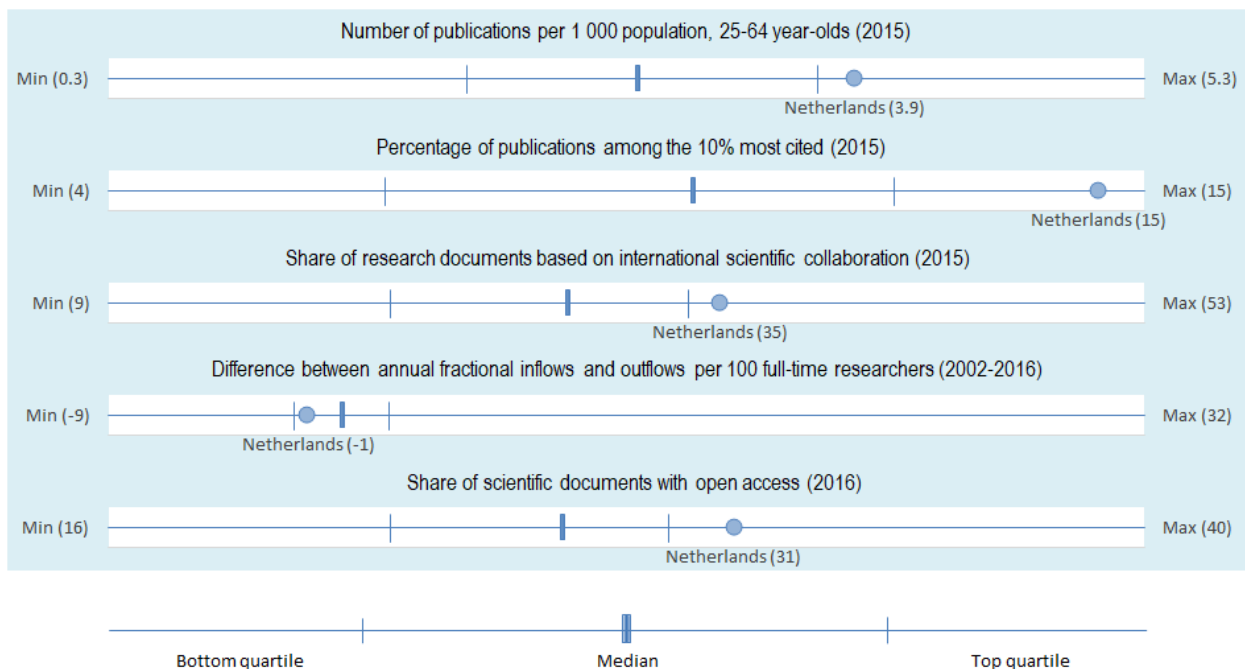 Number of publications per 1 000 population, 25-64 year-olds (2015)
Min (0.3)
Max (5.3)
Netherlands (3.9)
Percentage of publications among the 10% most cited (2015)
Min (4)
Max (15)
Netherlands (15)
Share of research documents based on international scientific collaboration (2015)
Min (9)
Max (53)
Netherlands (35)
Difference between annual fractional inflows and outflows per 100 full-time researchers (2002-2016)
Min (-9)
Max (32)
Netherlands (-1)
Share of scientific documents with open access (2016)
Min (16)
Max (40)
Netherlands (31)
Bottom quartile Median Top quartile